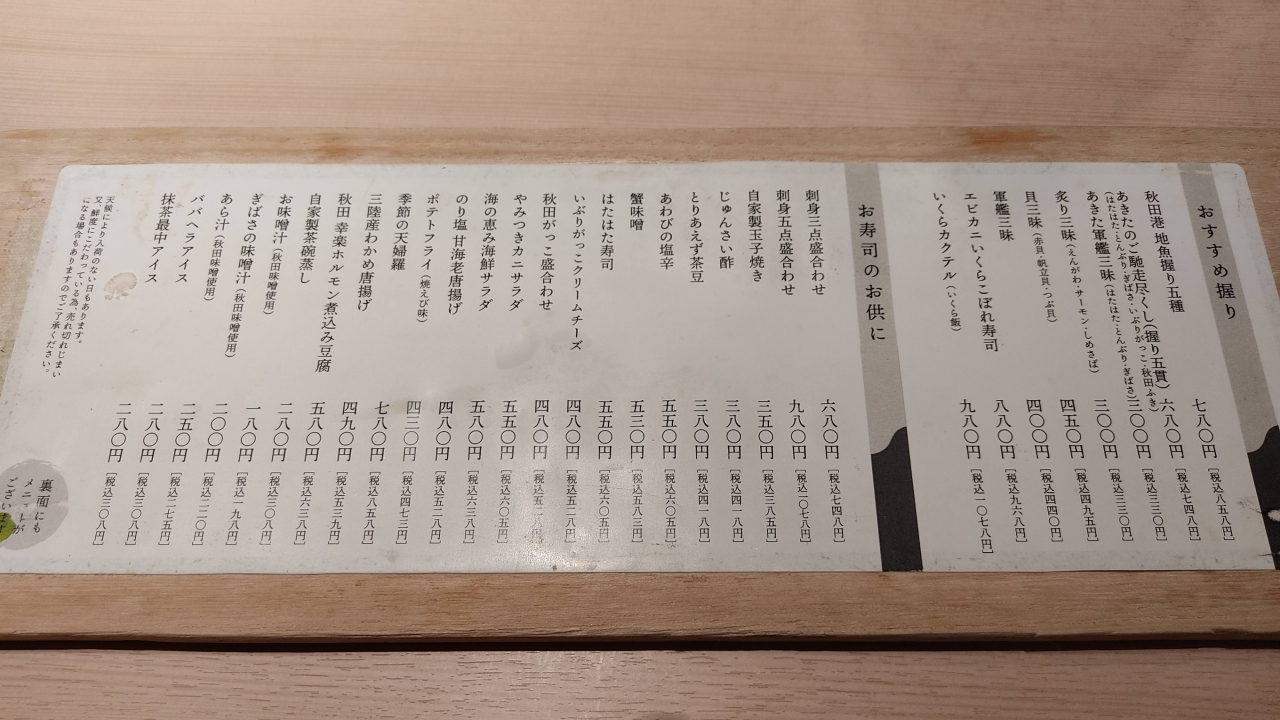 おすすめ握り
秋田港 地魚握り五種 七八〇円 [税込八五八円]
あきたのご馳走尽くし(握り五貫) 六八〇円 [税込七四八円]
(はたはた・とんぶり・ぎばさ・いぶりがっこ・秋田ふき)
あきた軍艦三昧(はたはた・とんぶり・ぎばさ) 三〇〇円 [税込三三〇円]
炙り三昧(えんがわ・サーモン・しめさば) 三〇〇円 [税込三三〇円]
貝三昧(赤貝・帆立貝・つぶ貝) 四五〇円 [税込四九五円]
軍艦三昧 四〇〇円 [税込四四〇円]
エビカニいくらこぼれ寿司 八八〇円 [税込九六八円]
いくらカクテル(いくら飯) 九八〇円 [税込一〇七八円]
お寿司のお供に
刺身三点盛合わせ 六八〇円 [税込七四八円]
刺身五点盛合わせ 九八〇円 [税込一〇七八円]
自家製玉子焼き 三五〇円 [税込三八五円]
じゅんさい酢 三八〇円 [税込四一八円]
とりあえず茶豆 三八〇円 [税込四一八円]
あわびの塩辛 五五〇円 [税込六〇五円]
蟹味噌 五三〇円 [税込五八三円]
はたはた寿司 五五〇円 [税込六〇五円]
いぶりがっこクリームチーズ 四八〇円 [税込五二八円]
秋田がっこ盛合わせ 四八〇円 [税込五二八円]
やみつきカニサラダ 五五〇円 [税込六〇五円]
海の恵み海鮮サラダ 五八〇円 [税込六三八円]
のり塩甘海老唐揚げ 四八〇円 [税込五二八円]
ポテトフライ(焼えび味) 四三〇円 [税込四七三円]
季節の天婦羅 七八〇円 [税込八五八円]
三陸産わかめ唐揚げ 四九〇円 [税込五三九円]
秋田 幸楽ホルモン煮込み豆腐 五八〇円 [税込六三八円]
自家製茶碗蒸し 二八〇円 [税込三〇八円]
お味噌汁(秋田味噌使用) 一八〇円 [税込一九八円]
ぎばさの味噌汁(秋田味噌使用) 二〇〇円 [税込二二〇円]
あら汁(秋田味噌使用) 二五〇円 [税込二七五円]
ババヘラアイス 二八〇円 [税込三〇八円]
抹茶最中アイス 二八〇円 [税込三〇八円]
天候により入荷のない日もあります。
又、鮮度にこだわっている為、売れ切れじまい
になる場合もありますのでご了承ください。
裏面にも
メニューが
ございます